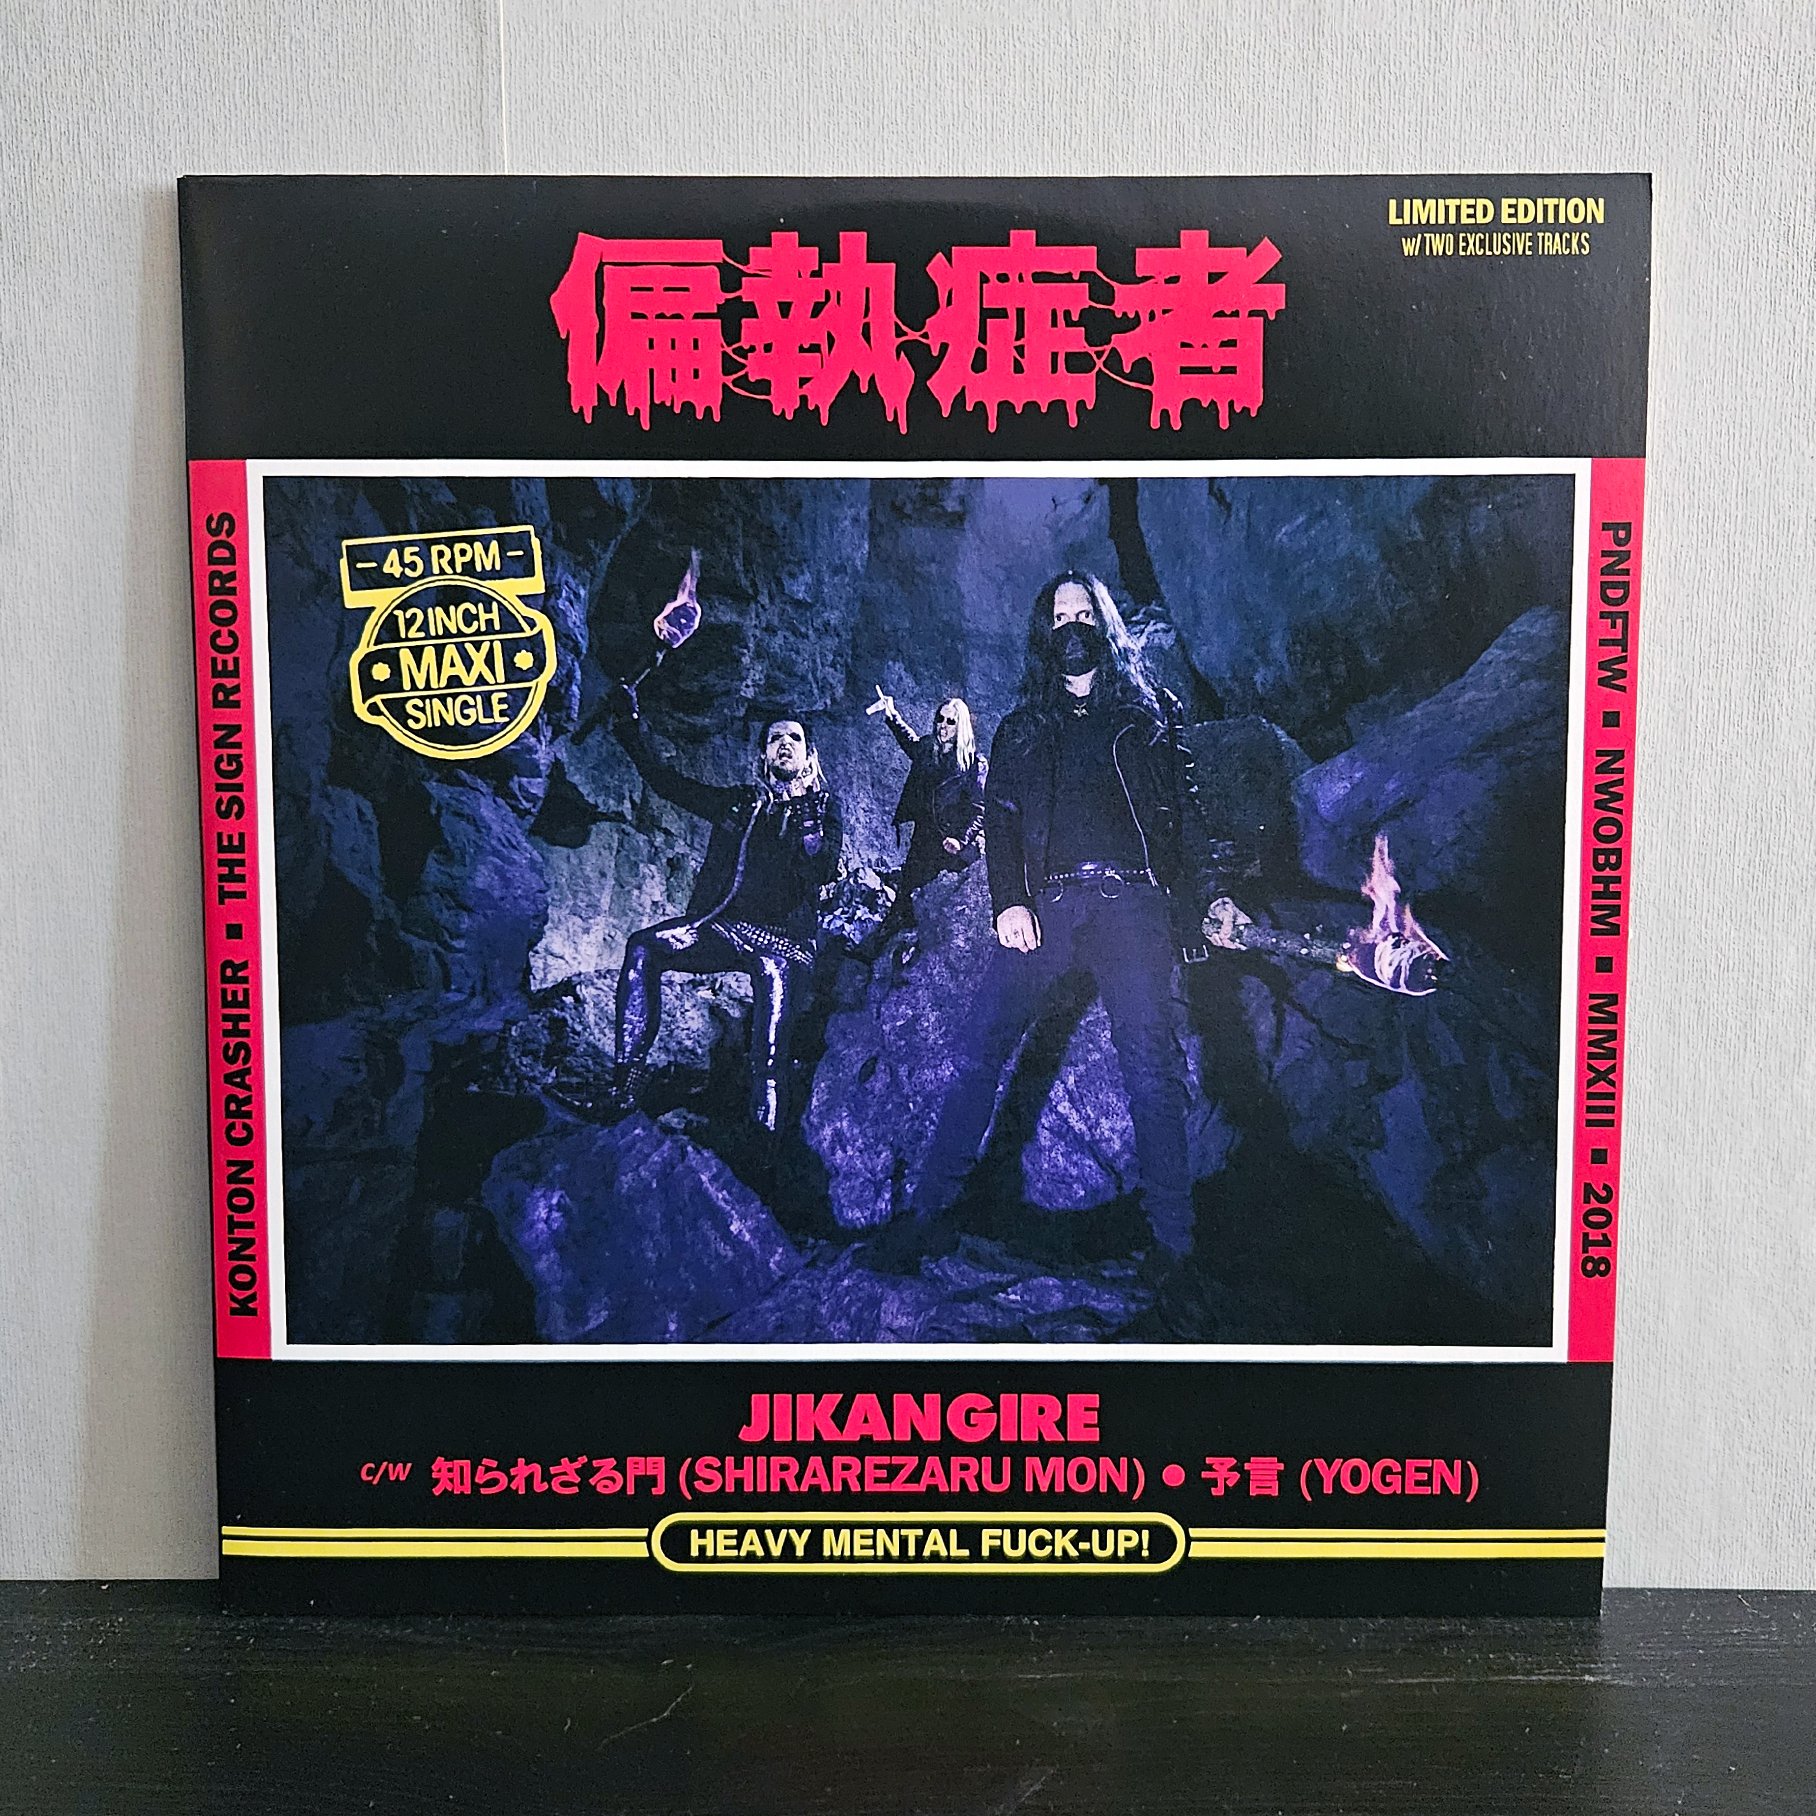 LIMITED EDITION
W/ TWO EXCLUSIVE TRACKS
偏執症者
-45 RPM-
12 INCH
MAXI
SINGLE
KONTON CRASHER ■ THE SIGN RECORDS
PNDFTW ■ NWOBHM ■ MMXIII ■ 2018
JIKANGIRE
c/w 知られざる門 (SHIRAREZARU MON) ● 予言 (YOGEN)
HEAVY MENTAL FUCK-UP!